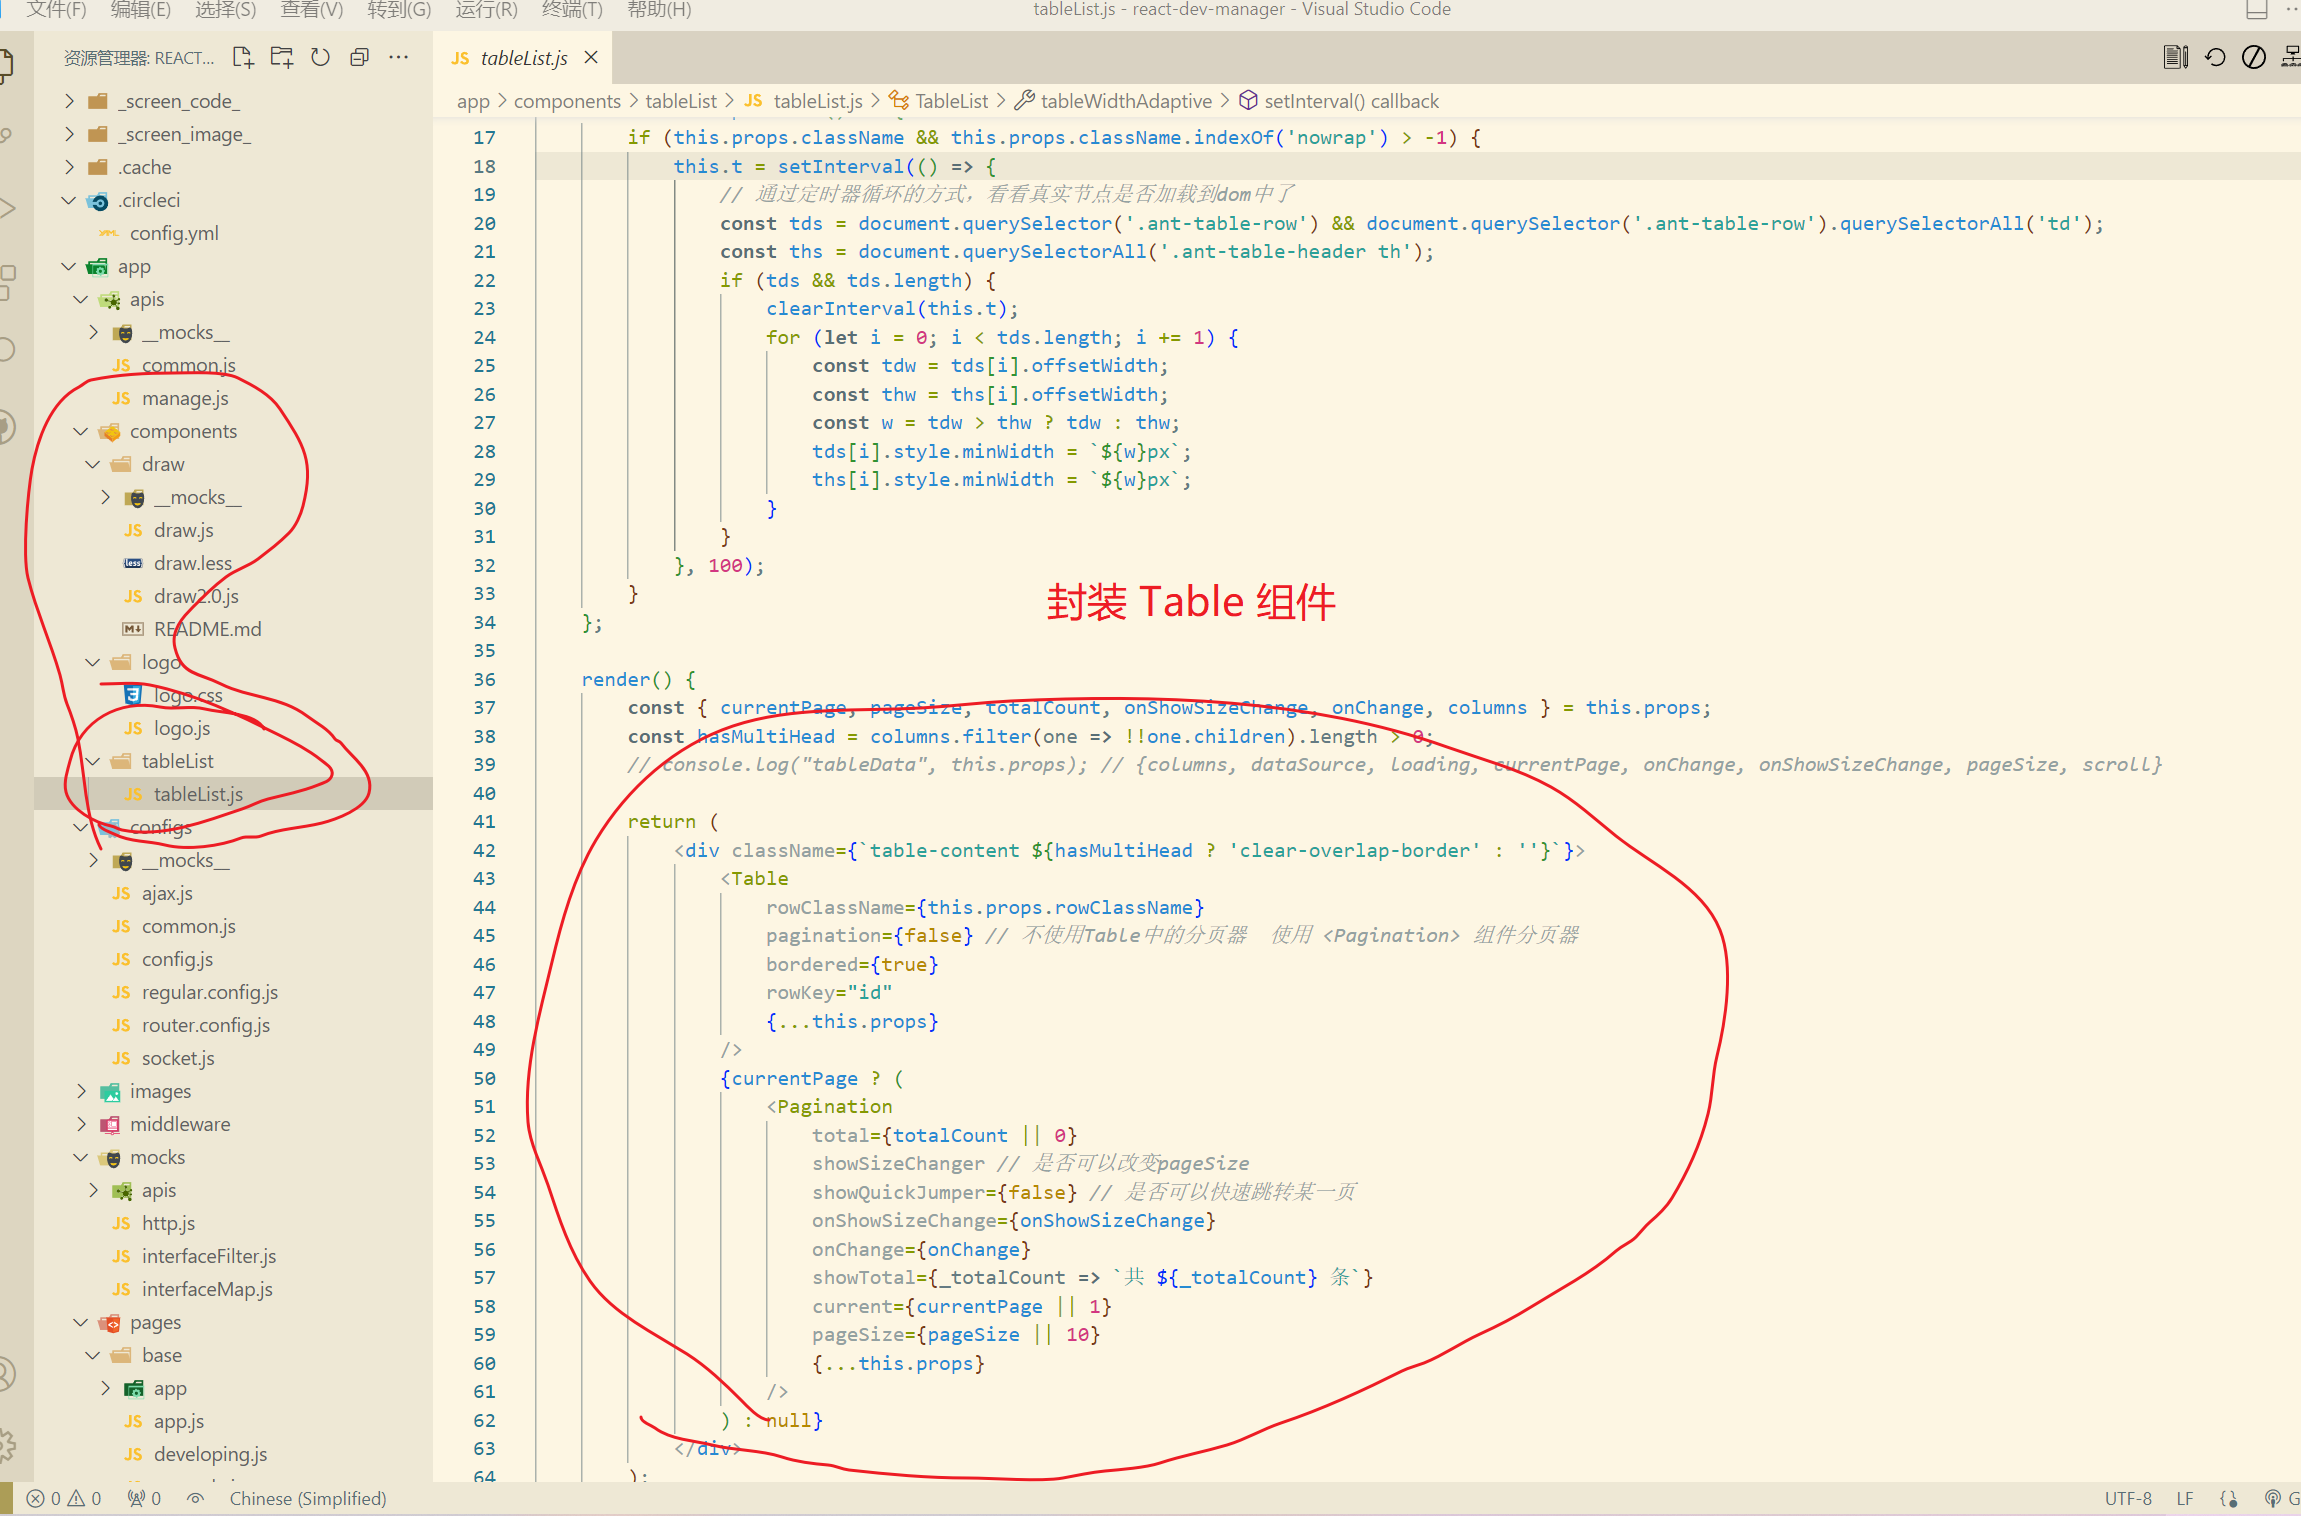 文件(F) 编辑(E) 选择(S) 查看(V) 转到(G) 运行(R) 终端(T) 帮助(H) tableList.js - react-dev-manager - Visual Studio Code
资源管理器: REACT...
_screen_code_
_screen_image_
.cache
.circleci
config.yml
app
apis
__mocks__
JS common.js
JS manage.js
components
draw
__mocks__
JS draw.js
less draw.less
JS draw2.0.js
README.md
logo
logo.css
JS logo.js
tableList
JS tableList.js
configs
__mocks__
JS ajax.js
JS common.js
JS config.js
JS regular.config.js
JS router.config.js
JS socket.js
images
middleware
mocks
apis
JS http.js
JS interfaceFilter.js
JS interfaceMap.js
pages
base
app
JS app.js
JS developing.js
JS tableList.js
app > components > tableList > JS tableList.js > TableList > tableWidthAdaptive > setInterval() callback
17 if (this.props.className && this.props.className.indexOf('nowrap') > -1) {
18 this.t = setInterval(() => {
19 // 通过定时器循环的方式，看看真实节点是否加载到dom中了
20 const tds = document.querySelector('.ant-table-row') && document.querySelector('.ant-table-row').querySelectorAll('td');
21 const ths = document.querySelectorAll('.ant-table-header th');
22 if (tds && tds.length) {
23 clearInterval(this.t);
24 for (let i = 0; i < tds.length; i += 1) {
25 const tdw = tds[i].offsetWidth;
26 const thw = ths[i].offsetWidth;
27 const w = tdw > thw ? tdw : thw;
28 tds[i].style.minWidth = `${w}px`;
29 ths[i].style.minWidth = `${w}px`;
30 }
31 }
32 }, 100);
33 }
34 };
35
36 render() {
37 const { currentPage, pageSize, totalCount, onShowSizeChange, onChange, columns } = this.props;
38 const hasMultiHead = columns.filter(one => !!one.children).length > 0;
39 // console.log("tableData", this.props); // {columns, dataSource, loading, currentPage, onChange, onShowSizeChange, pageSize, scroll}
40
41 return (
42 <div className={`table-content ${hasMultiHead ? 'clear-overlap-border' : ''}`}>
43 <Table
44 rowClassName={this.props.rowClassName}
45 pagination={false} // 不使用Table中的分页器 使用 <Pagination> 组件分页器
46 bordered={true}
47 rowKey="id"
48 {...this.props}
49 />
50 {currentPage ? (
51 <Pagination
52 total={totalCount || 0}
53 showSizeChanger // 是否可以改变pageSize
54 showQuickJumper={false} // 是否可以快速跳转某一页
55 onShowSizeChange={onShowSizeChange}
56 onChange={onChange}
57 showTotal={_totalCount => `共 ${_totalCount} 条`}
58 current={currentPage || 1}
59 pageSize={pageSize || 10}
60 {...this.props}
61 />
62 ) : null}
63 </div>
64 );
封装 Table 组件
0 0 0 Chinese (Simplified) UTF-8 LF